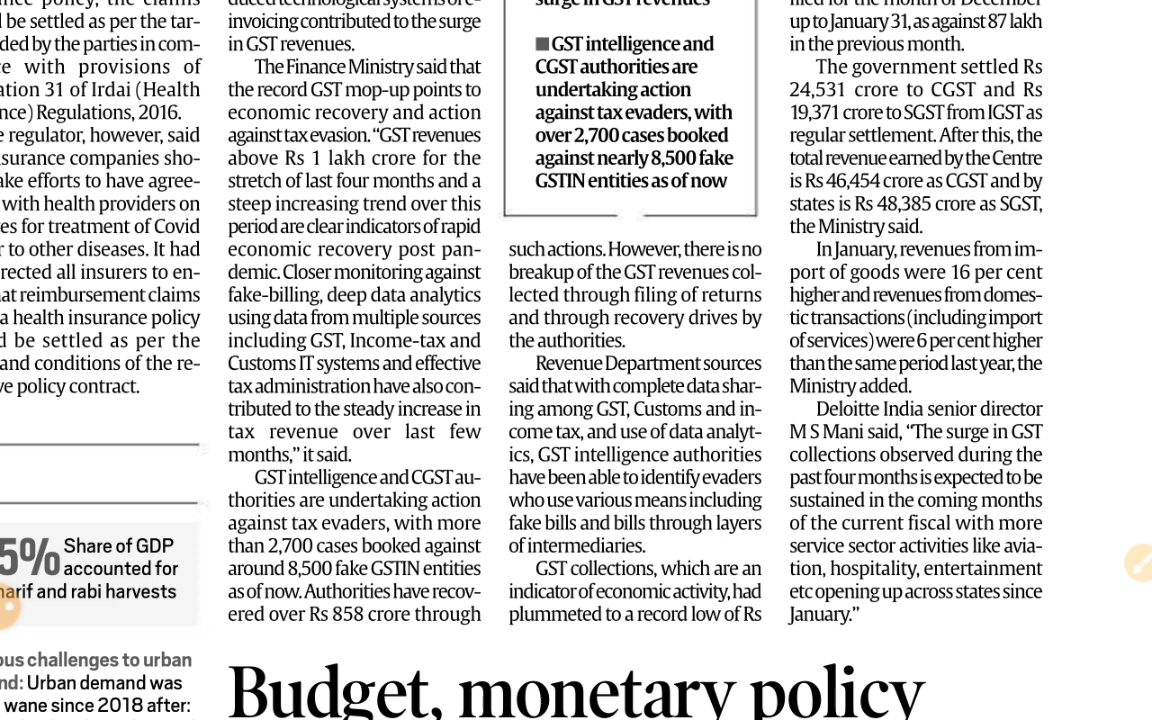 be settled as per the tar-
ded by the parties in com-
with provisions of
ation 31 of Irdai (Health
nce) Regulations, 2016.
e regulator, however, said
surance companies sho-
ake efforts to have agree-
with health providers on
es for treatment of Covid
r to other diseases. It had
rected all insurers to en-
at reimbursement claims
a health insurance policy
d be settled as per the
and conditions of the re-
ve policy contract.
5% Share of GDP
accounted for
harif and rabi harvests
ous challenges to urban
nd: Urban demand was
wane since 2018 after:
invoicing contributed to the surge
in GST revenues.
The Finance Ministry said that
the record GST mop-up points to
economic recovery and action
against tax evasion. “GST revenues
above Rs 1 lakh crore for the
stretch of last four months and a
steep increasing trend over this
period are clear indicators of rapid
economic recovery post pan-
demic. Closer monitoring against
fake-billing, deep data analytics
using data from multiple sources
including GST, Income-tax and
Customs IT systems and effective
tax administration have also con-
tributed to the steady increase in
tax revenue over last few
months,” it said.
GST intelligence and CGST au-
thorities are undertaking action
against tax evaders, with more
than 2,700 cases booked against
around 8,500 fake GSTIN entities
as of now. Authorities have recov-
ered over Rs 858 crore through
surge in GST revenues
■ GST intelligence and
CGST authorities are
undertaking action
against tax evaders, with
over 2,700 cases booked
against nearly 8,500 fake
GSTIN entities as of now
such actions. However, there is no
breakup of the GST revenues col-
lected through filing of returns
and through recovery drives by
the authorities.
Revenue Department sources
said that with complete data shar-
ing among GST, Customs and in-
come tax, and use of data analyt-
ics, GST intelligence authorities
have been able to identify evaders
who use various means including
fake bills and bills through layers
of intermediaries.
GST collections, which are an
indicator of economic activity, had
plummeted to a record low of Rs
filed for the month of December
up to January 31, as against 87 lakh
in the previous month.
The government settled Rs
24,531 crore to CGST and Rs
19,371 crore to SGST from IGST as
regular settlement. After this, the
total revenue earned by the Centre
is Rs 46,454 crore as CGST and by
states is Rs 48,385 crore as SGST,
the Ministry said.
In January, revenues from im-
port of goods were 16 per cent
higher and revenues from domes-
tic transactions (including import
of services) were 6 per cent higher
than the same period last year, the
Ministry added.
Deloitte India senior director
M S Mani said, “The surge in GST
collections observed during the
past four months is expected to be
sustained in the coming months
of the current fiscal with more
service sector activities like avia-
tion, hospitality, entertainment
etc opening up across states since
January.”
Budget, monetary policy